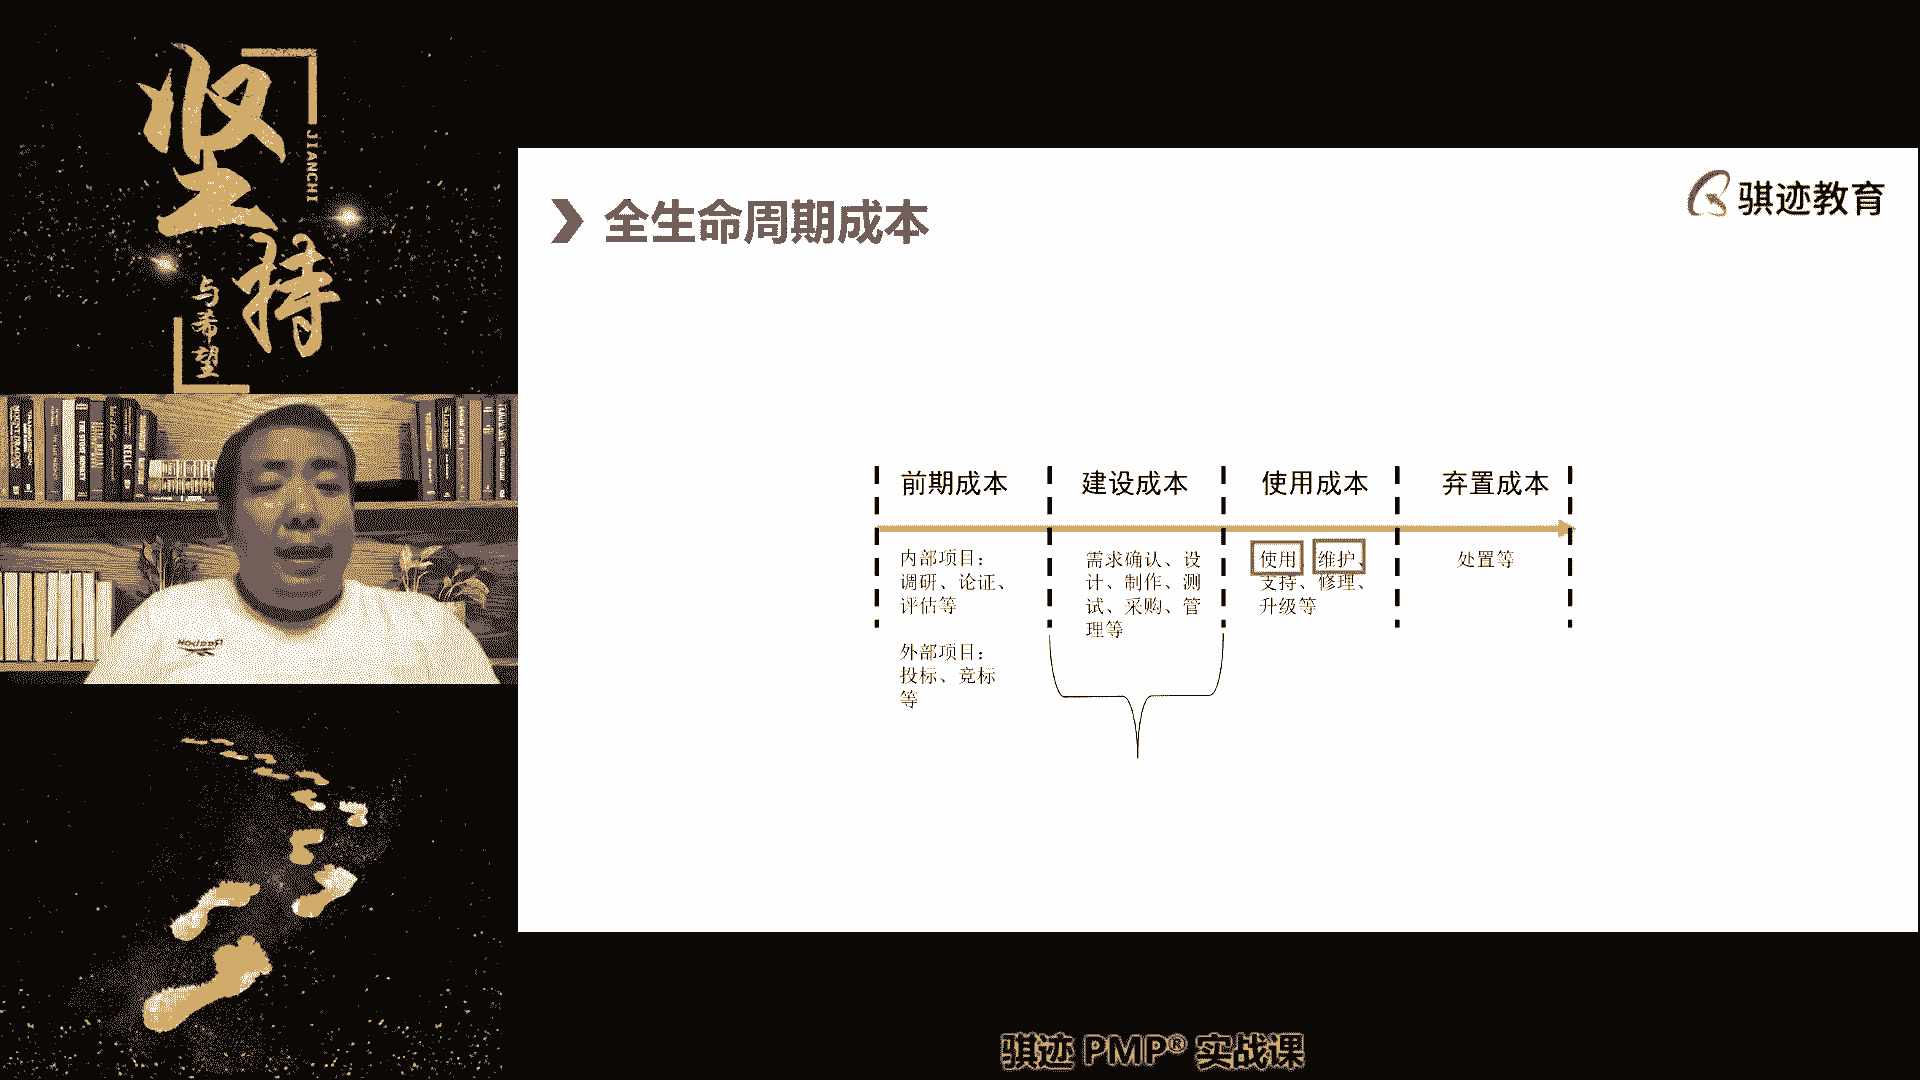 坚持
JIANCHI
与希望
全生命周期成本
骐迹教育
前期成本
建设成本
使用成本
弃置成本
内部项目：
调研、论证、
评估等
外部项目：
投标、竞标
等
需求确认、设
计、制作、测
试、采购、管
理等
使用、维护、
支持、修理、
升级等
处置等
骐迹 PMP® 实战课